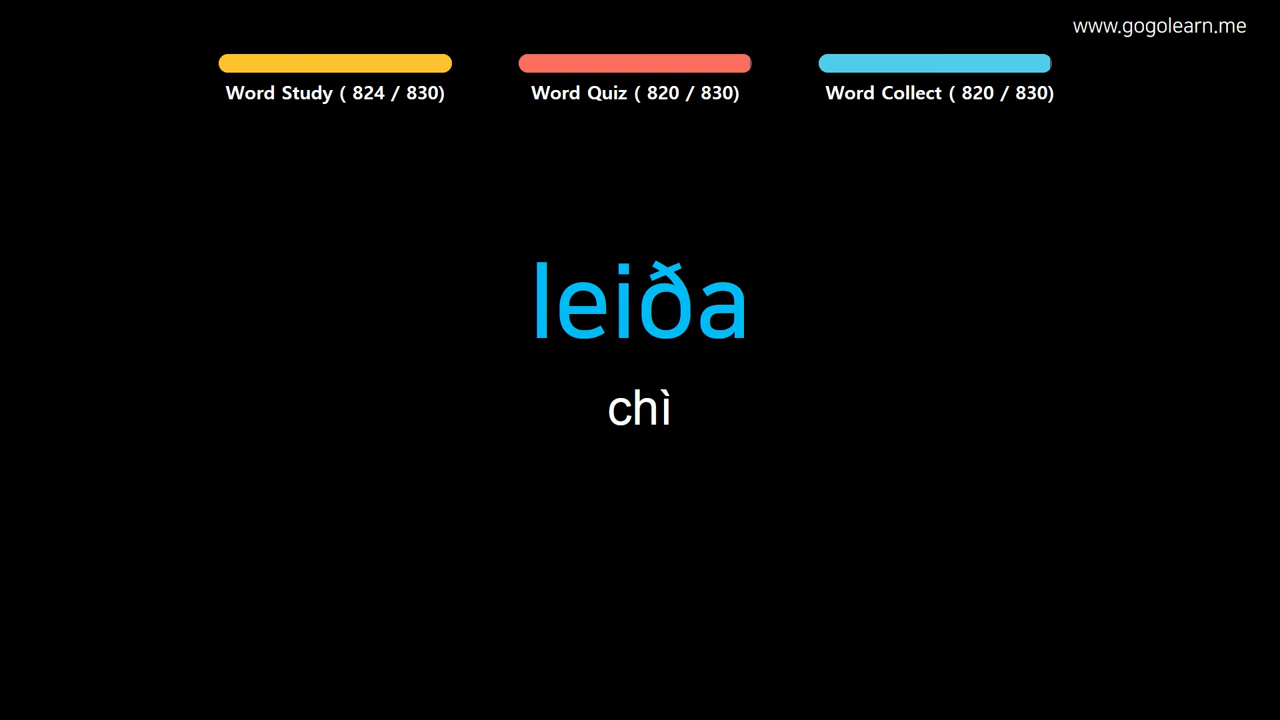 www.gogolearn.me
Word Study ( 824 / 830)
Word Quiz ( 820 / 830)
Word Collect ( 820 / 830)
leiða
chì